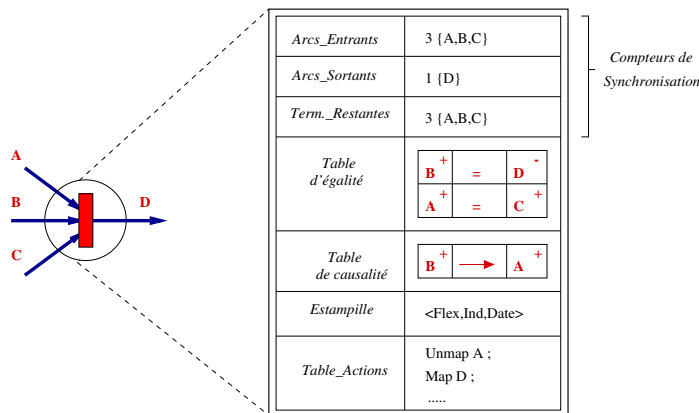 A
B
D
C
Arcs_Entrants 3 {A,B,C}
Arcs_Sortants 1 {D}
Term._Restantes 3 {A,B,C}
Compteurs de
Synchronisation
Table
d'égalité
B+ = D-
A+ = C+
Table
de causalité
B+ → A+
Estampille <Flex,Ind,Date>
Table_Actions
Unmap A ;
Map D ;
.....